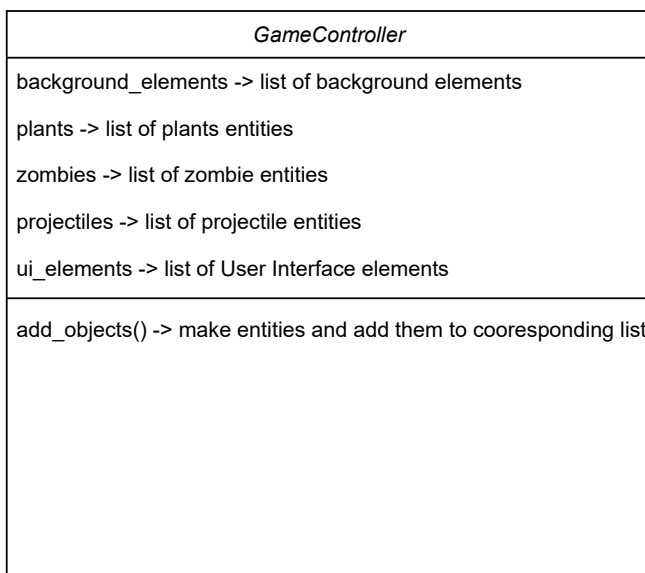 GameController
background_elements -> list of background elements
plants -> list of plants entities
zombies -> list of zombie entities
projectiles -> list of projectile entities
ui_elements -> list of User Interface elements
add_objects() -> make entities and add them to cooresponding list